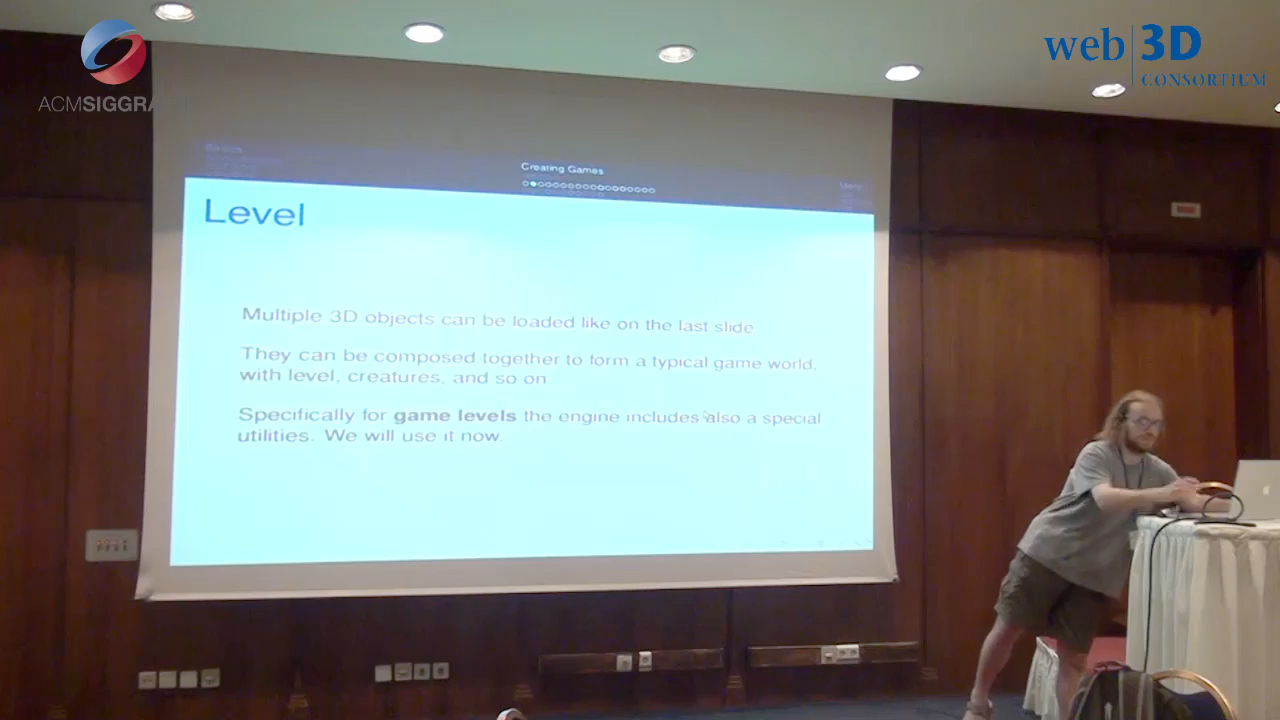 ACMSIGGRA
web 3D
CONSORTIUM
Creating Games
Level
Multiple 3D objects can be loaded like on the last slide
They can be composed together to form a typical game world,
with level, creatures, and so on
Specifically for game levels the engine includes also a special
utilities. We will use it now.